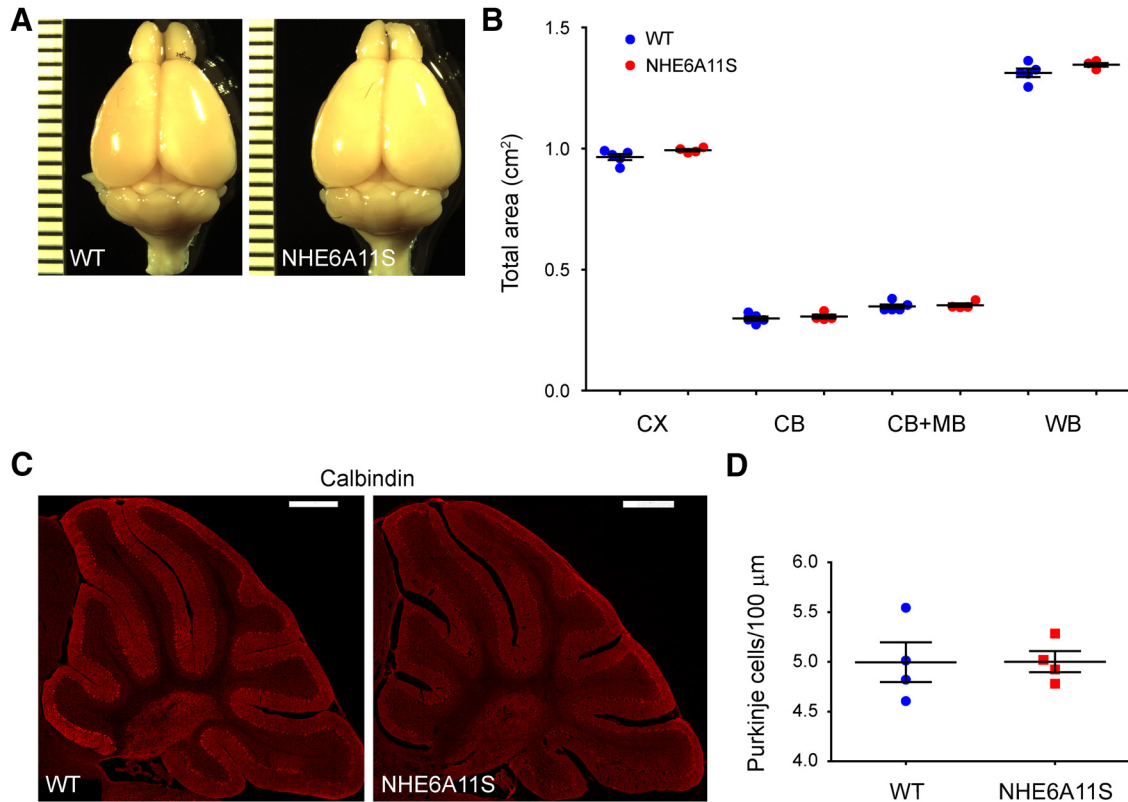 A
WT
NHE6A11S
B
Total area (cm²)
1.5
1.0
0.5
0.0
WT
NHE6A11S
CX
CB
CB+MB
WB
C
Calbindin
WT
NHE6A11S
D
Purkinje cells/100 μm
6.0
5.5
5.0
4.5
4.0
WT
NHE6A11S